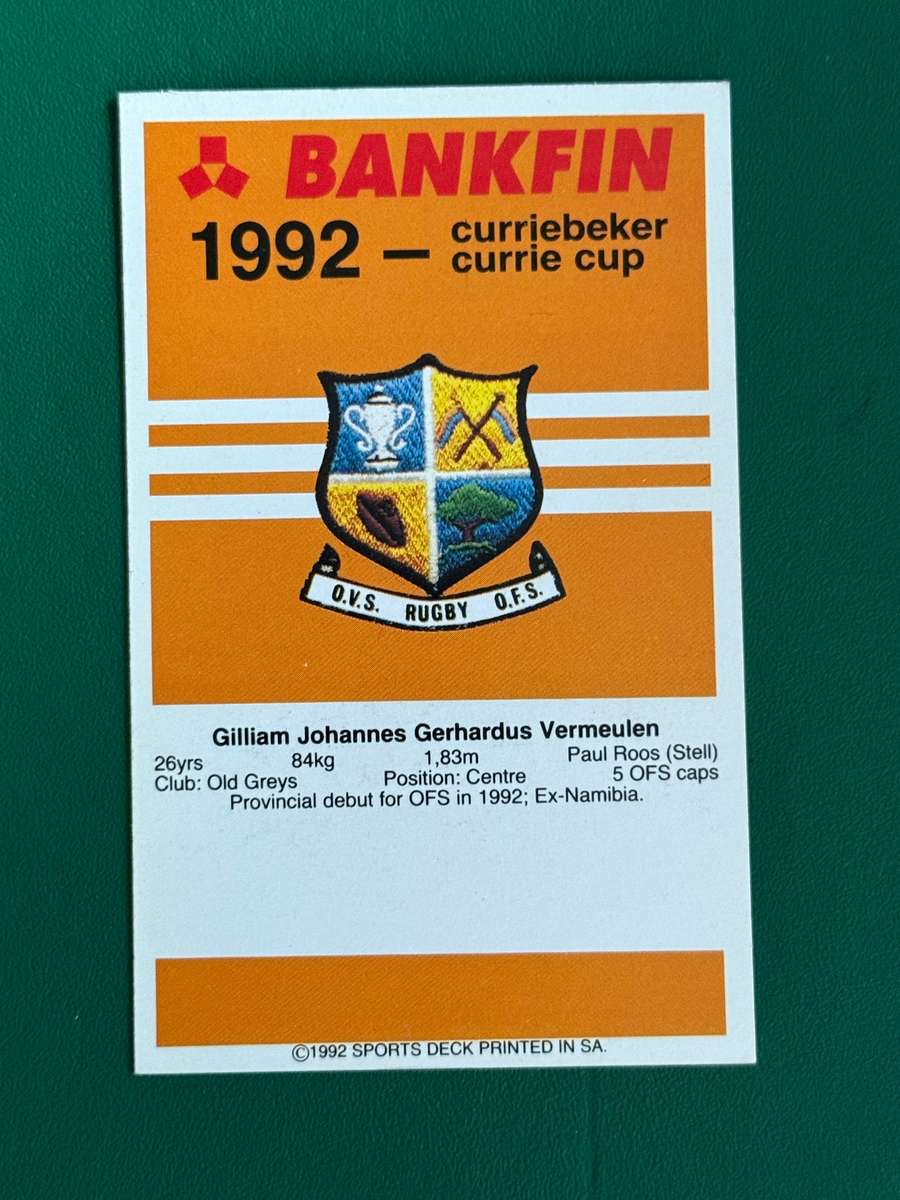 BANKFIN
1992 – curriebeker
currie cup
O.V.S. RUGBY O.F.S.
Gilliam Johannes Gerhardus Vermeulen
26yrs 84kg 1,83m Paul Roos (Stell)
Club: Old Greys Position: Centre 5 OFS caps
Provincial debut for OFS in 1992; Ex-Namibia.
©1992 SPORTS DECK PRINTED IN SA.